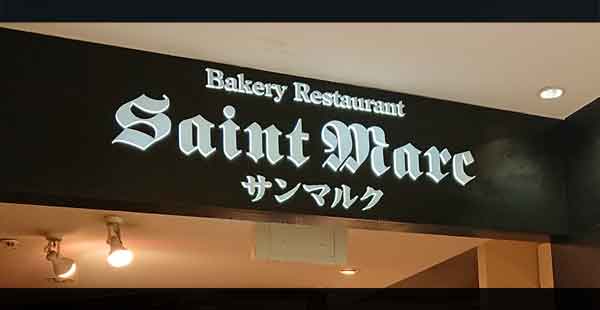 Bakery Restaurant
Saint Marc
サンマルク